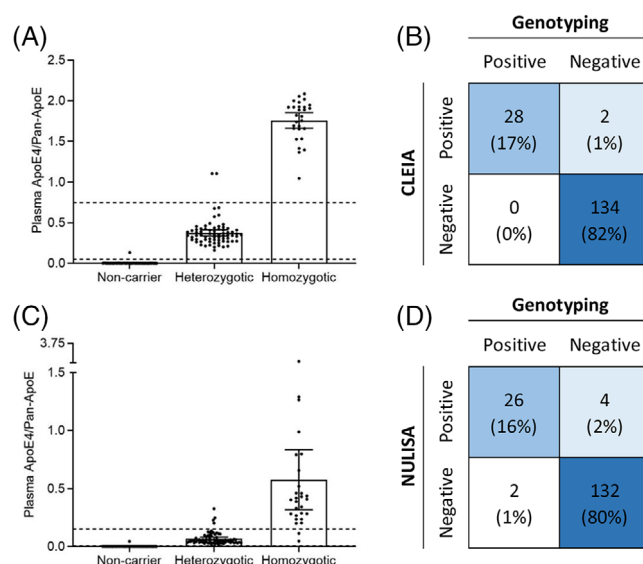 (A)
Plasma ApoE4/Pan-ApoE
2.5
2.0
1.5
1.0
0.5
0.0
Non-carrier Heterozygotic Homozygotic
(B)
Genotyping
Positive Negative
CLEIA
Positive
28
(17%)
2
(1%)
Negative
0
(0%)
134
(82%)
(C)
Plasma ApoE4/Pan-ApoE
3.75
1.5
1.0
0.5
0.0
Non-carrier Heterozygotic Homozygotic
(D)
Genotyping
Positive Negative
NULISA
Positive
26
(16%)
4
(2%)
Negative
2
(1%)
132
(80%)